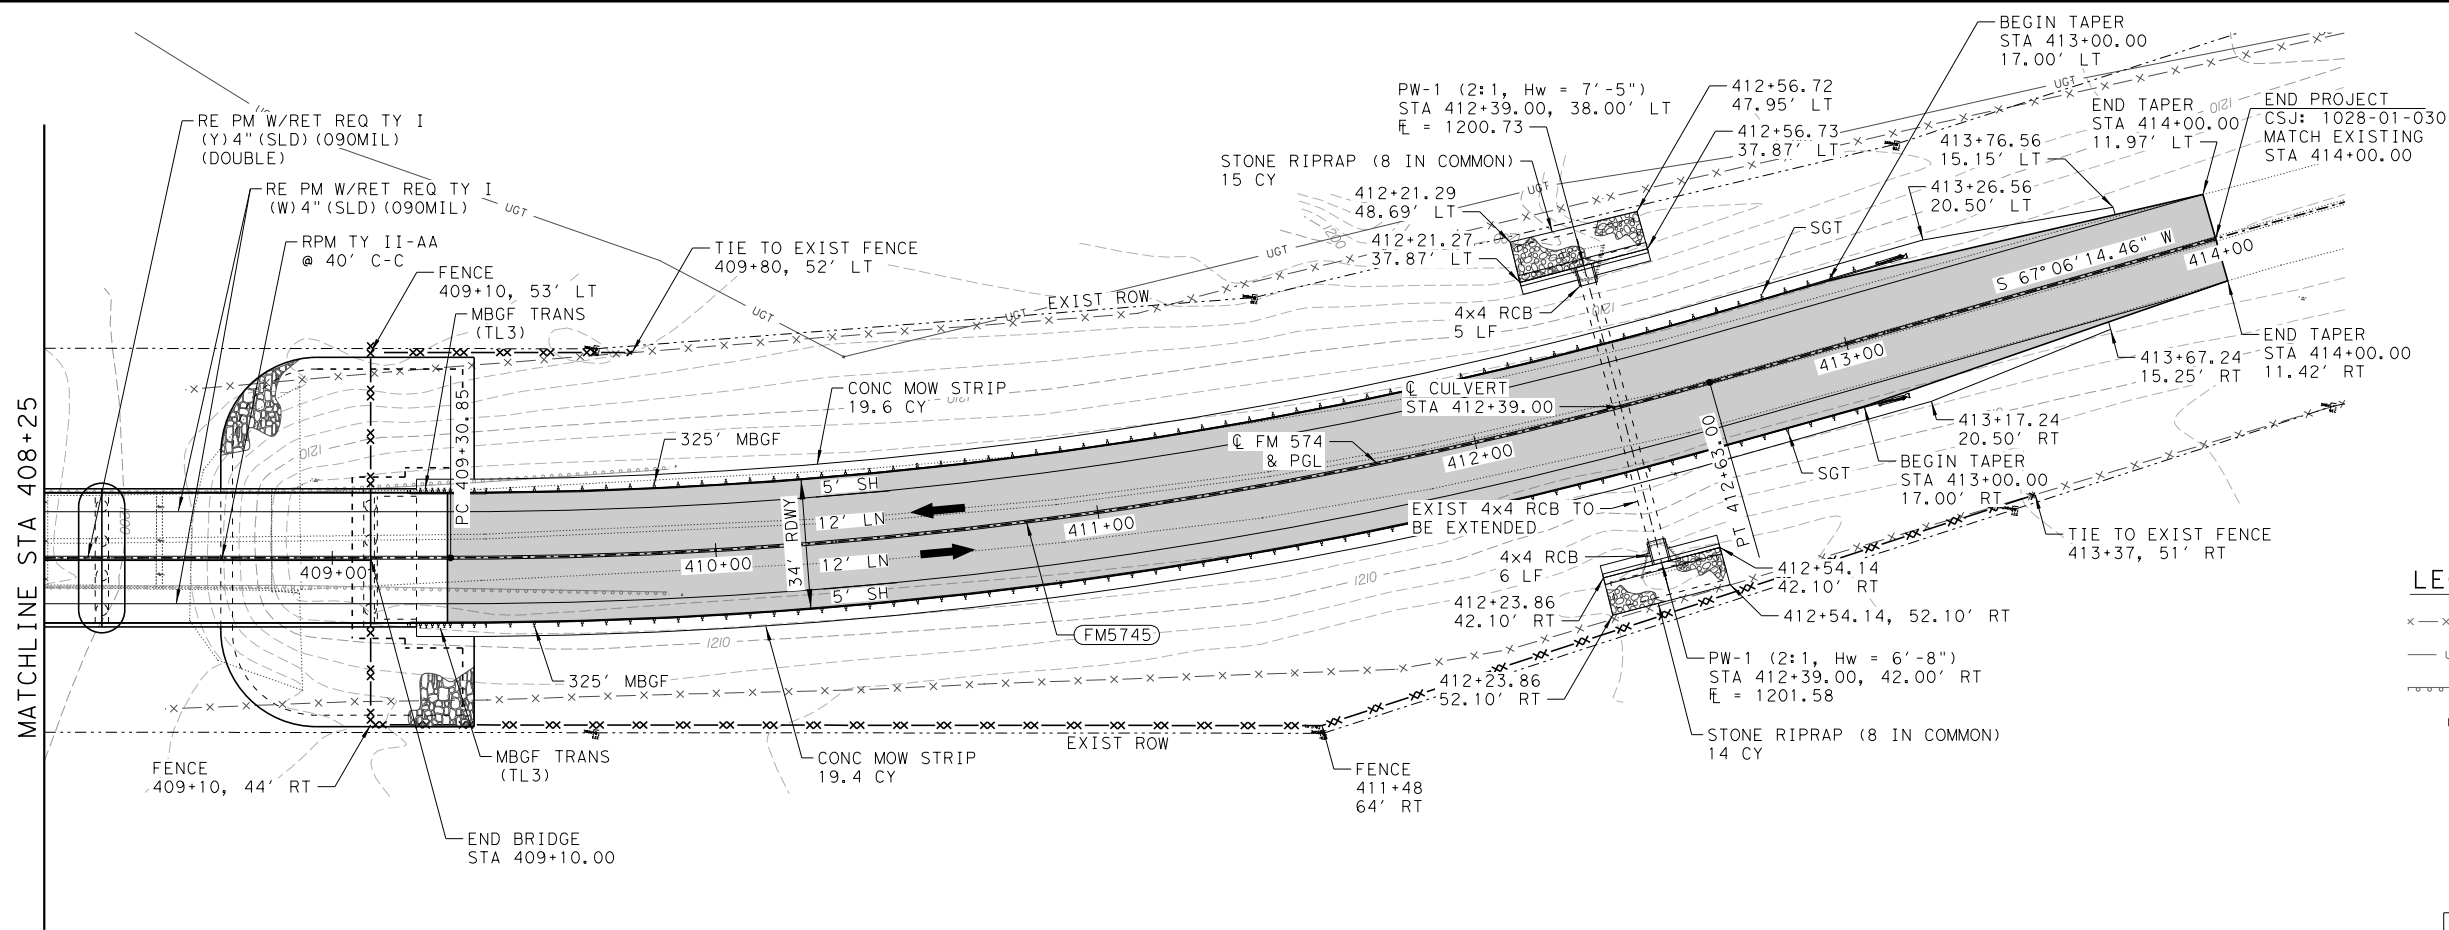 BEGIN TAPER
STA 413+00.00
17.00' LT
PW-1 (2:1, Hw = 7'-5")
STA 412+39.00, 38.00' LT
FL = 1200.73
412+56.72
47.95' LT
412+56.73
37.87' LT
STONE RIPRAP (8 IN COMMON)
15 CY
412+21.29
48.69' LT
412+21.27
37.87' LT
UGT
END TAPER
STA 414+00.00
11.97' LT
END PROJECT
CSJ: 1028-01-030
MATCH EXISTING
STA 414+00.00
413+76.56
15.15' LT
413+26.56
20.50' LT
1210
RE PM W/RET REQ TY I
(Y)4"(SLD)(090MIL)
(DOUBLE)
RE PM W/RET REQ TY I
(W)4"(SLD)(090MIL)
UGT
RPM TY II-AA
@ 40' C-C
FENCE
409+10, 53' LT
MBGF TRANS
(TL3)
TIE TO EXIST FENCE
409+80, 52' LT
UGT
UGT
UGT
UGT
EXIST ROW
1200
SGT
S 67°06'14.46" W
414+00
4x4 RCB
5 LF
1210
413+00
END TAPER
STA 414+00.00
11.42' RT
413+67.24
15.25' RT
413+17.24
20.50' RT
BEGIN TAPER
STA 413+00.00
17.00' RT
SGT
MATCHLINE STA 408+25
PC 409+30.85
CONC MOW STRIP
19.6 CY
1210
325' MBGF
1210
CL CULVERT
STA 412+39.00
CL FM 574
& PGL
412+00
PT 412+63.00
5' SH
12' LN
34' RDWY
12' LN
5' SH
409+00
410+00
411+00
EXIST 4x4 RCB TO
BE EXTENDED
TIE TO EXIST FENCE
413+37, 51' RT
4x4 RCB
6 LF
412+23.86
42.10' RT
412+54.14
42.10' RT
412+54.14, 52.10' RT
1210
1210
FM5745
325' MBGF
412+23.86
52.10' RT
PW-1 (2:1, Hw = 6'-8")
STA 412+39.00, 42.00' RT
FL = 1201.58
STONE RIPRAP (8 IN COMMON)
14 CY
EXIST ROW
FENCE
409+10, 44' RT
MBGF TRANS
(TL3)
CONC MOW STRIP
19.4 CY
FENCE
411+48
64' RT
END BRIDGE
STA 409+10.00